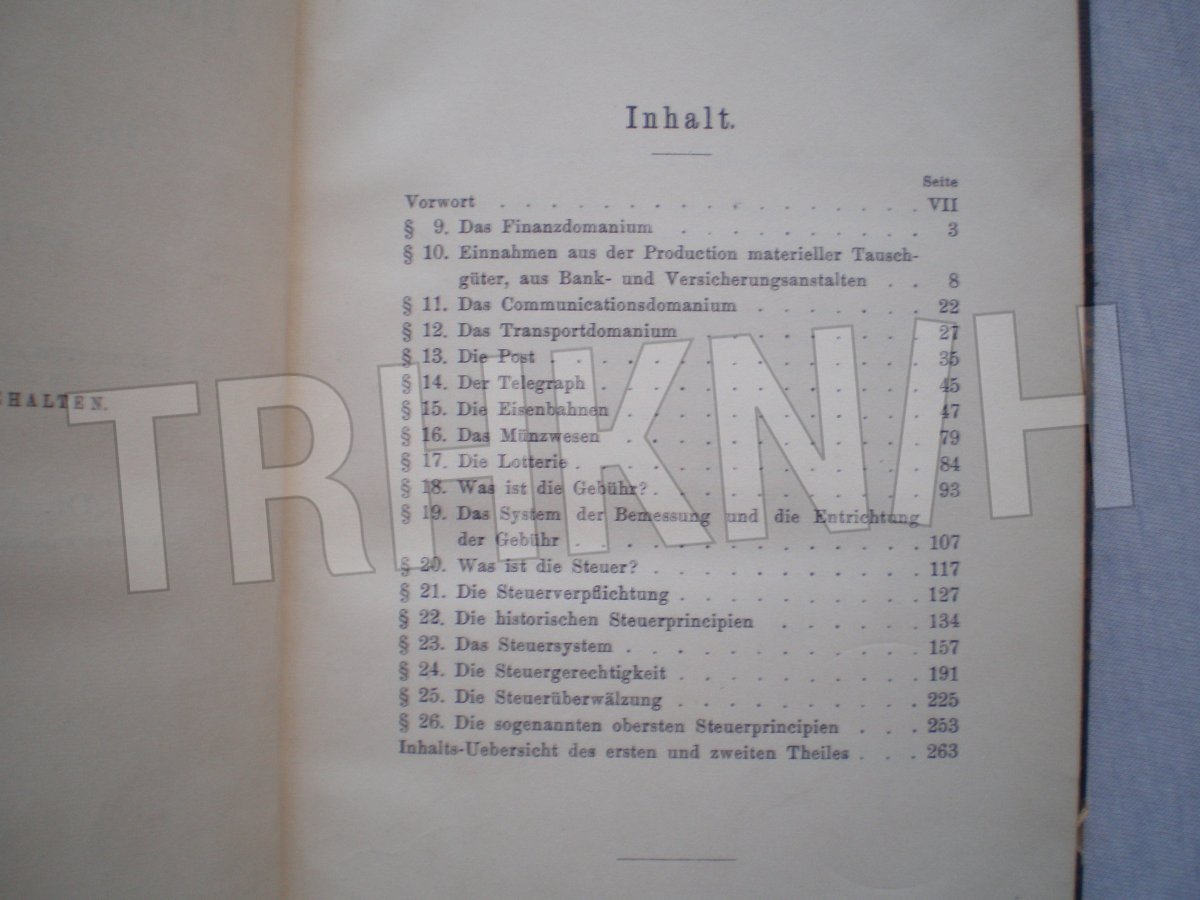 HALTEN.
Inhalt.
Seite
Vorwort . . . . . . . . . . . . . . . . . VII
§ 9. Das Finanzdomanium . . . . . . . . . . 3
§ 10. Einnahmen aus der Production materieller Tausch-
güter, aus Bank- und Versicherungsanstalten . . 8
§ 11. Das Communicationsdomanium . . . . . . . 22
§ 12. Das Transportdomanium . . . . . . . . . 27
§ 13. Die Post . . . . . . . . . . . . . . 35
§ 14. Der Telegraph . . . . . . . . . . . . 45
§ 15. Die Eisenbahnen . . . . . . . . . . . 47
§ 16. Das Münzwesen . . . . . . . . . . . 79
§ 17. Die Lotterie . . . . . . . . . . . . . 84
§ 18. Was ist die Gebühr? . . . . . . . . . . 93
§ 19. Das System der Bemessung und die Entrichtung
der Gebühr . . . . . . . . . . . . . 107
§ 20. Was ist die Steuer? . . . . . . . . . . 117
§ 21. Die Steuerverpflichtung . . . . . . . . . 127
§ 22. Die historischen Steuerprincipien . . . . . . 134
§ 23. Das Steuersystem . . . . . . . . . . . 157
§ 24. Die Steuergerechtigkeit . . . . . . . . . 191
§ 25. Die Steuerüberwälzung . . . . . . . . . 225
§ 26. Die sogenannten obersten Steuerprincipien . . . 253
Inhalts-Uebersicht des ersten und zweiten Theiles . . . 263